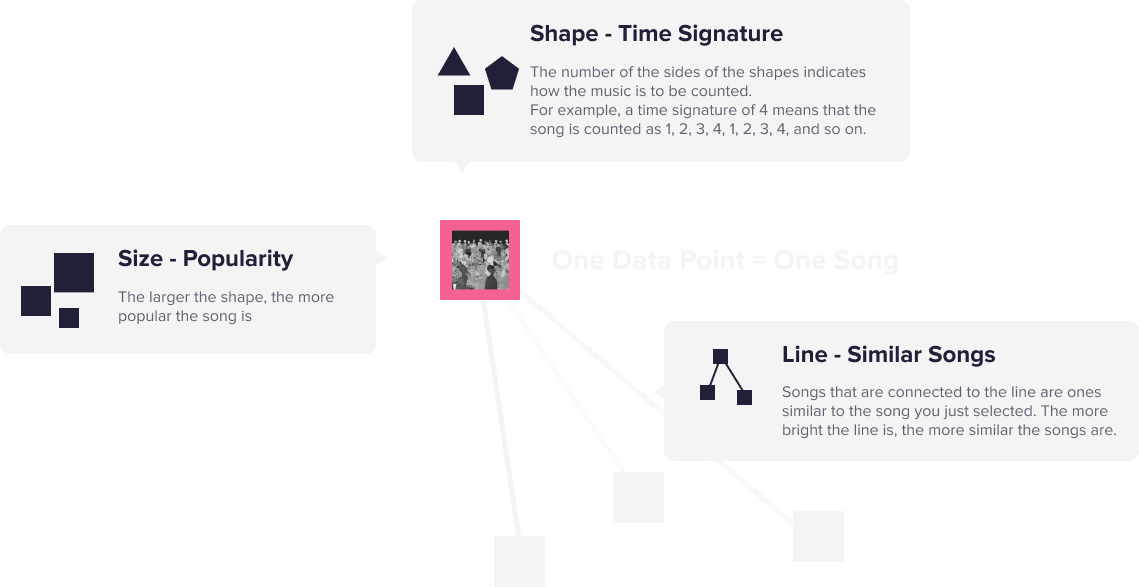 Shape - Time Signature
The number of the sides of the shapes indicates
how the music is to be counted.
For example, a time signature of 4 means that the
song is counted as 1, 2, 3, 4, 1, 2, 3, 4, and so on.
Size - Popularity
The larger the shape, the more
popular the song is
One Data Point = One Song
Line - Similar Songs
Songs that are connected to the line are ones
similar to the song you just selected. The more
bright the line is, the more similar the songs are.